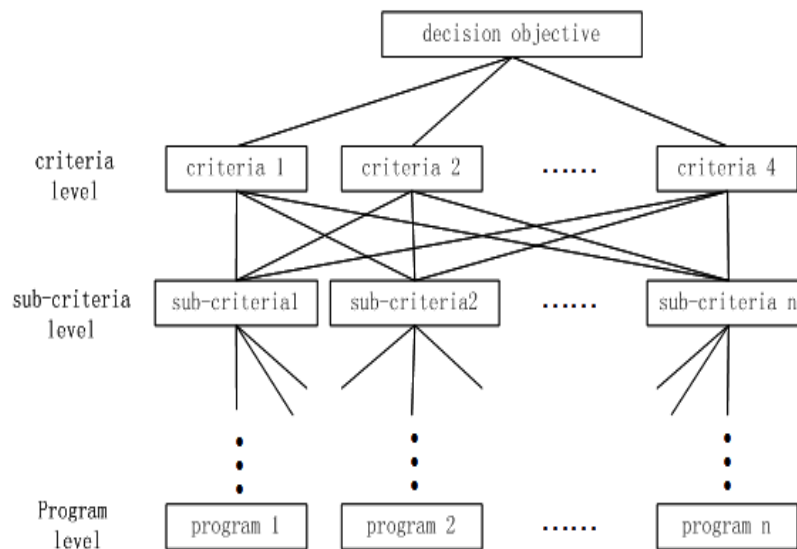 decision objective
criteria
level
criteria 1
criteria 2
……
criteria 4
sub-criteria
level
sub-criteria1
sub-criteria2
……
sub-criteria n
Program
level
program 1
program 2
……
program n